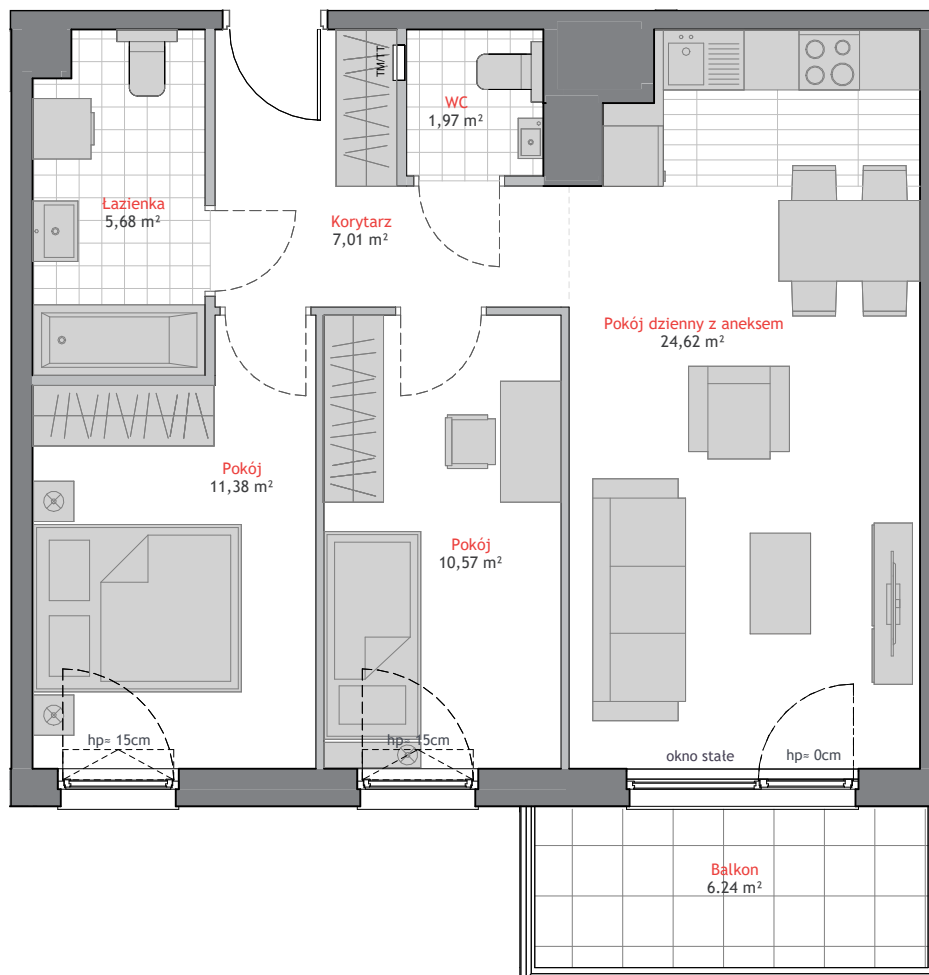 TM/TT
WC
1,97 m²
Łazienka
5,68 m²
Korytarz
7,01 m²
Pokój dzienny z aneksem
24,62 m²
Pokój
11,38 m²
Pokój
10,57 m²
hp= 15cm
hp= 15cm
okno stałe
hp= 0cm
Balkon
6.24 m²